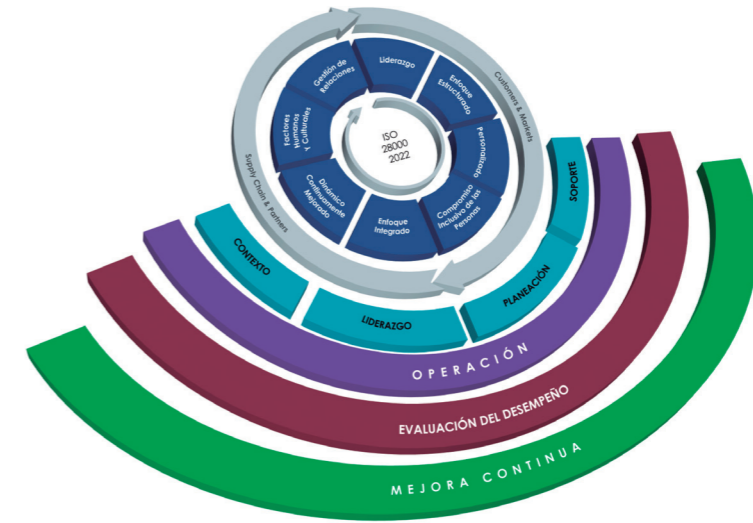 ISO
28000
2022
Liderazgo
Enfoque
Estructurado
Personalizado
Compromiso
Inclusivo de las
Personas
Enfoque
Integrado
Dinámico
Continuamente
Mejorado
Factores
Humanos
Y Culturales
Gestión de
Relaciones
Customers & Markets
Supply Chain & Partners
CONTEXTO
LIDERAZGO
PLANEACIÓN
SOPORTE
OPERACIÓN
EVALUACIÓN DEL DESEMPEÑO
MEJORA CONTINUA